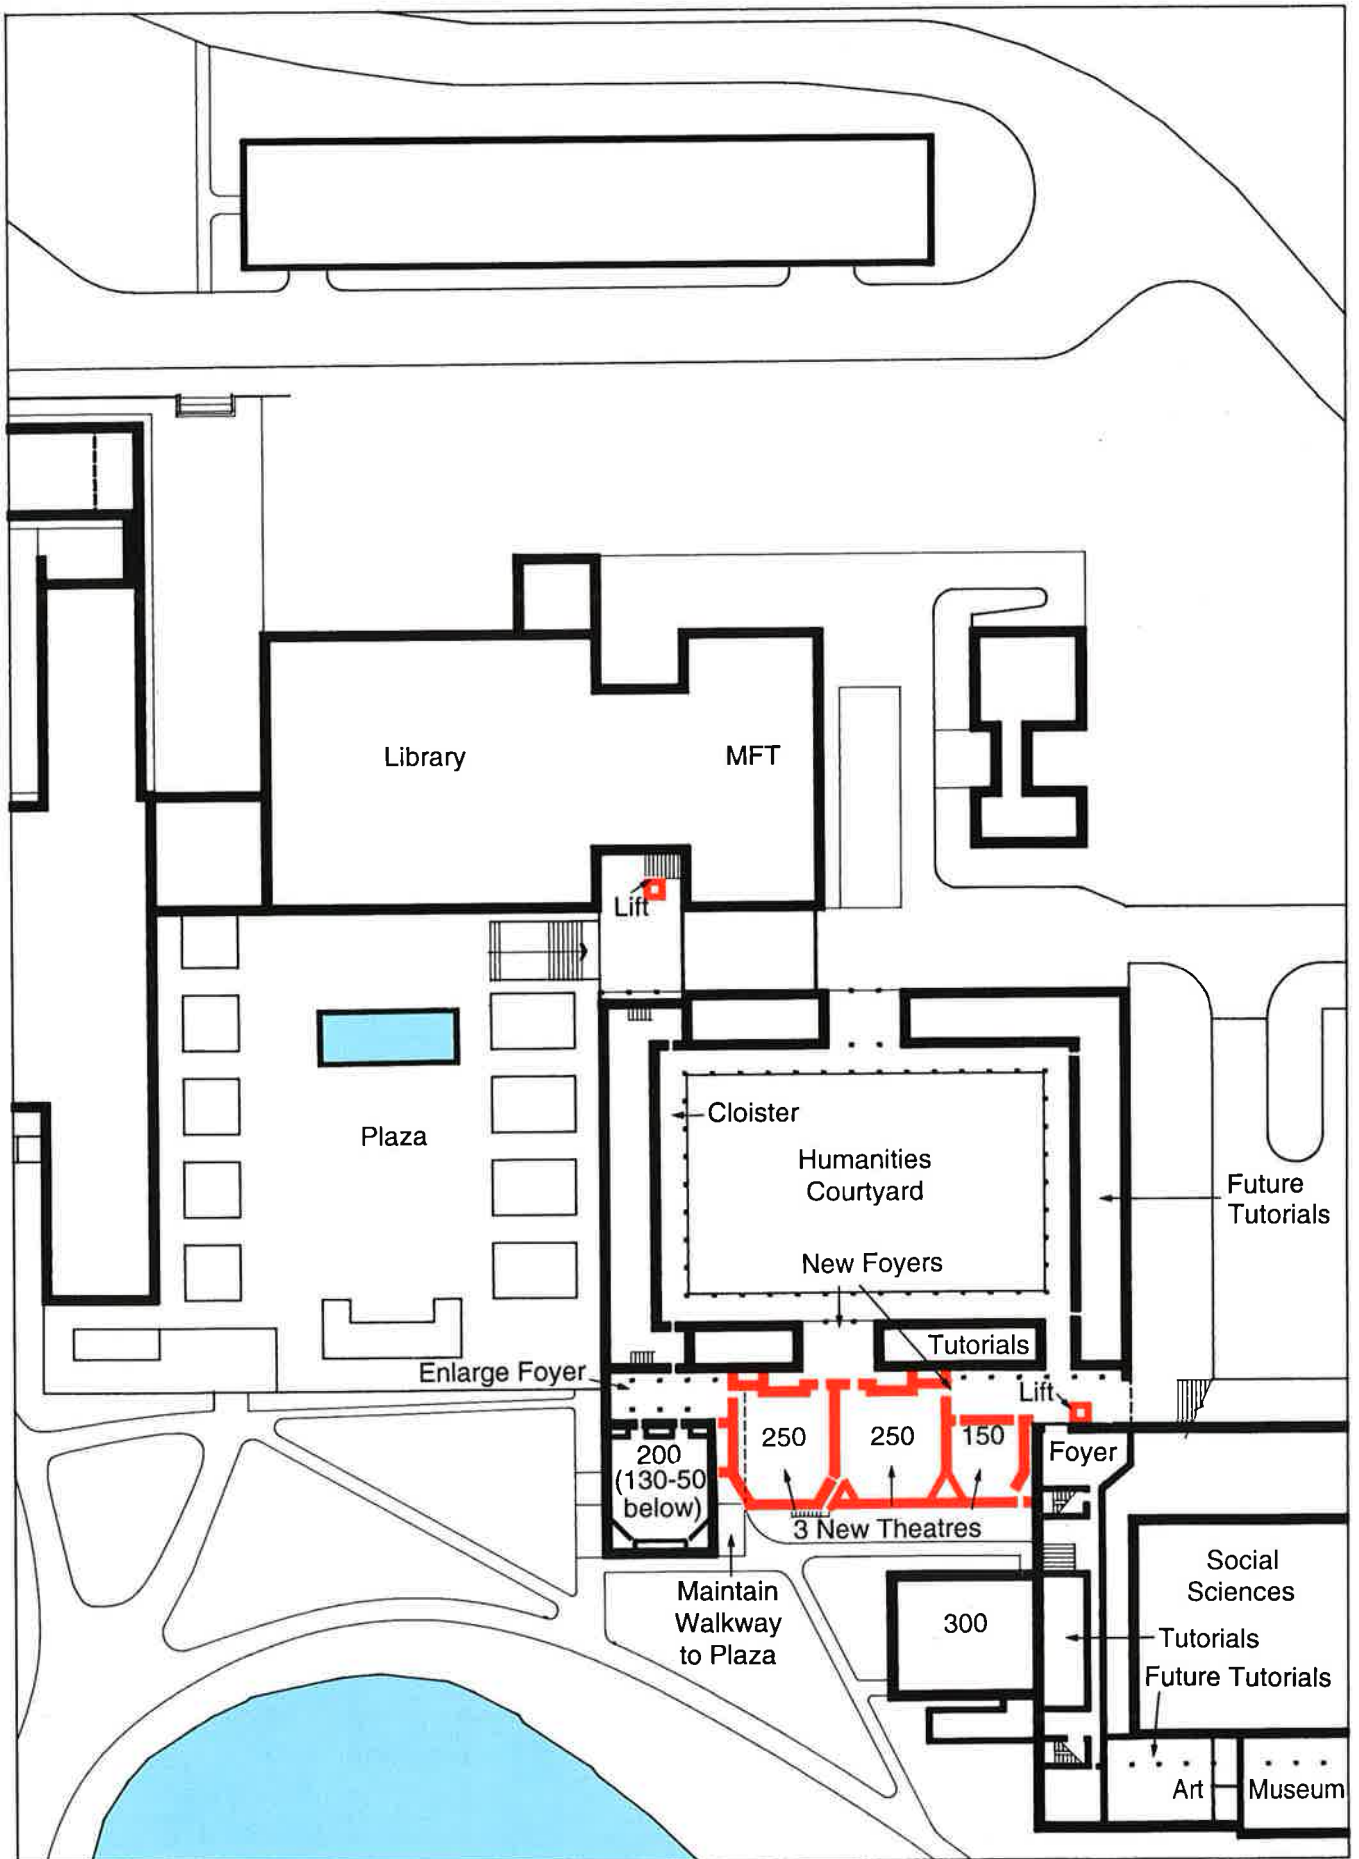 Library
MFT
Lift
Cloister
Plaza
Humanities
Courtyard
Future
Tutorials
New Foyers
Tutorials
Enlarge Foyer
Lift
250
250
150
200
(130-50
below)
Foyer
3 New Theatres
Social
Sciences
Maintain
Walkway
to Plaza
300
Tutorials
Future Tutorials
Art
Museum